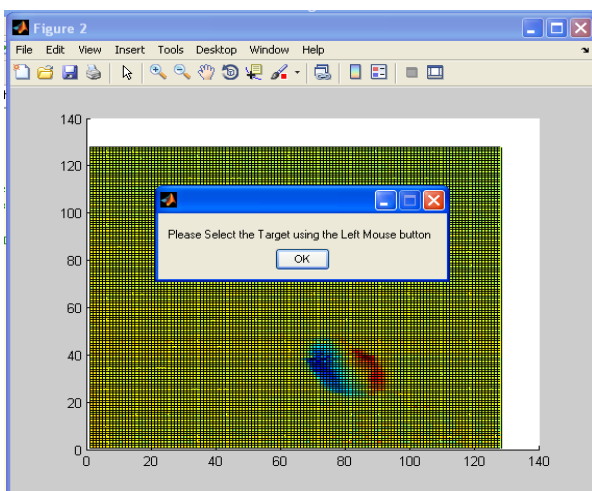 Figure 2
File Edit View Insert Tools Desktop Window Help
140
120
100
80
60
40
20
0
Please Select the Target using the Left Mouse button
OK
0 20 40 60 80 100 120 140